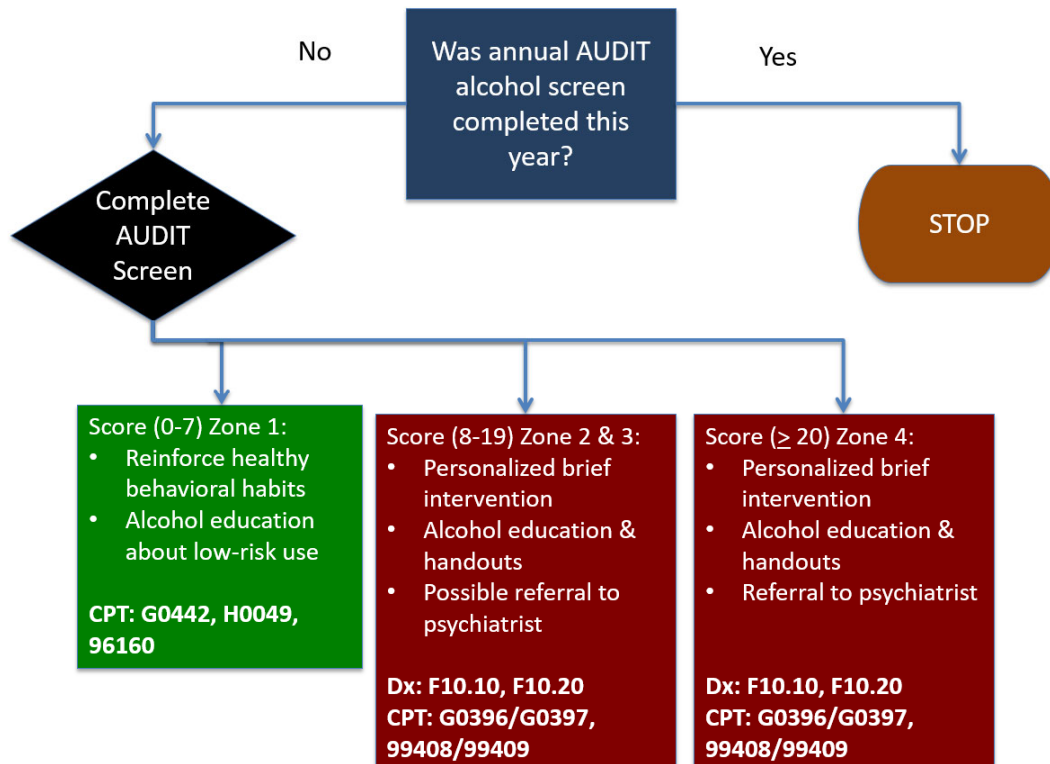 No
Was annual AUDIT
alcohol screen
completed this
year?
Yes
Complete
AUDIT
Screen
STOP
Score (0-7) Zone 1:
• Reinforce healthy
behavioral habits
• Alcohol education
about low-risk use
CPT: G0442, H0049,
96160
Score (8-19) Zone 2 & 3:
• Personalized brief
intervention
• Alcohol education &
handouts
• Possible referral to
psychiatrist
Dx: F10.10, F10.20
CPT: G0396/G0397,
99408/99409
Score (≥ 20) Zone 4:
• Personalized brief
intervention
• Alcohol education &
handouts
• Referral to psychiatrist
Dx: F10.10, F10.20
CPT: G0396/G0397,
99408/99409